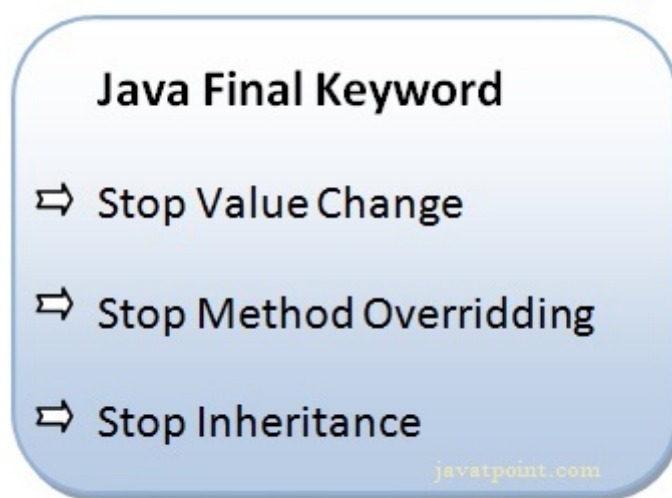 Java Final Keyword
Stop Value Change
Stop Method Overridding
Stop Inheritance
javatpoint.com